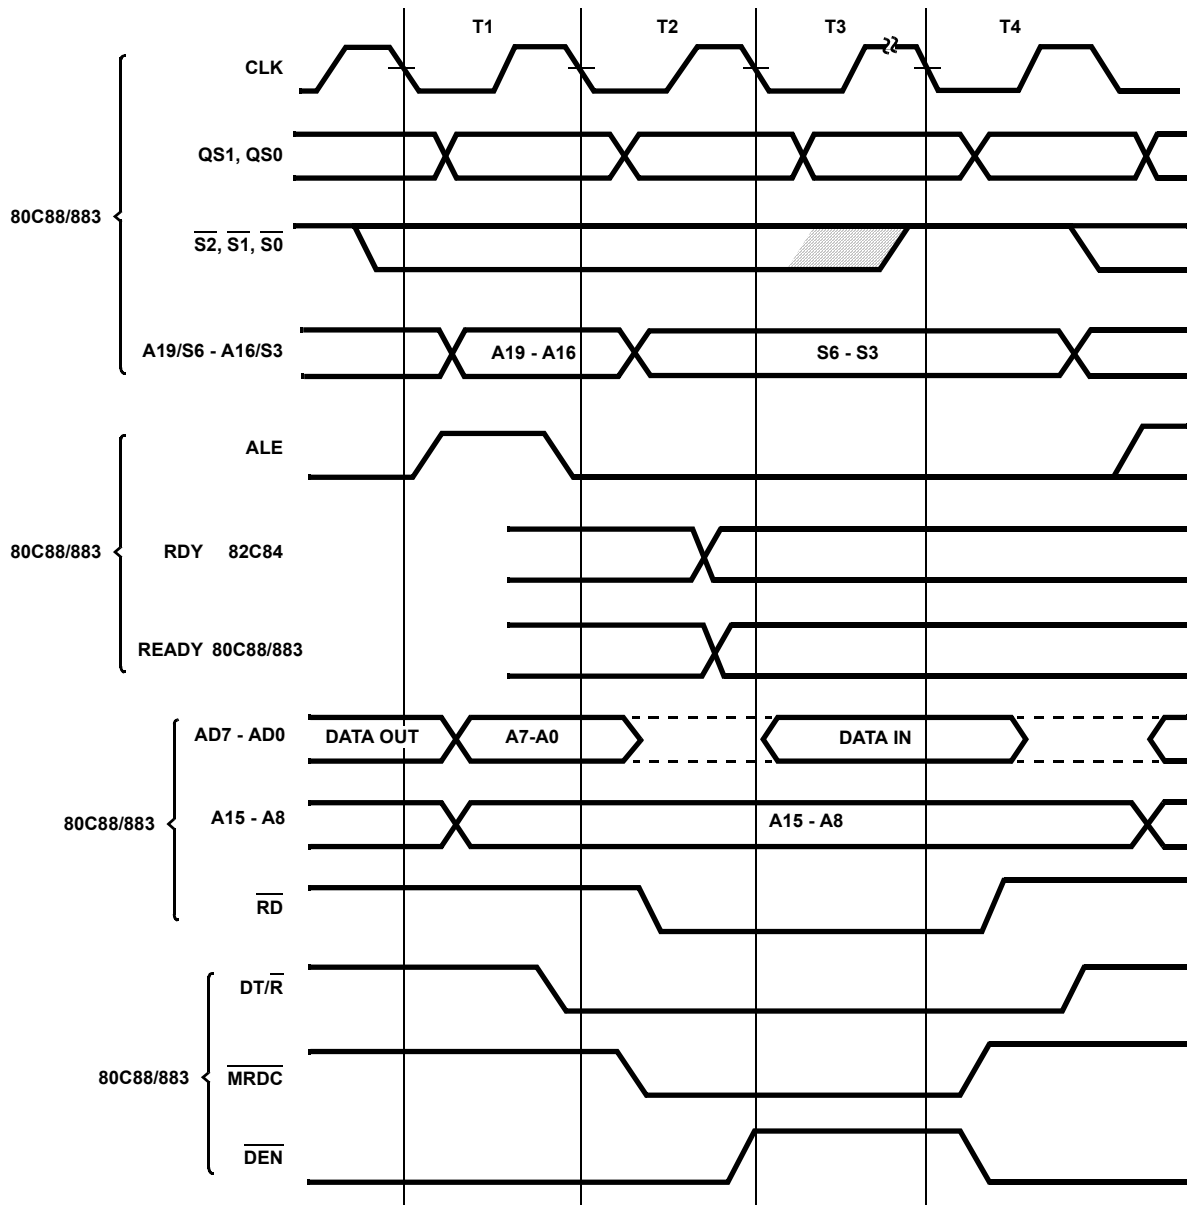 T1 T2 T3 T4
CLK
QS1, QS0
80C88/883
S2, S1, S0
A19/S6 - A16/S3
A19 - A16
S6 - S3
ALE
80C88/883
RDY 82C84
READY 80C88/883
AD7 - AD0
DATA OUT
A7-A0
DATA IN
80C88/883
A15 - A8
A15 - A8
RD
DT/R
80C88/883
MRDC
DEN